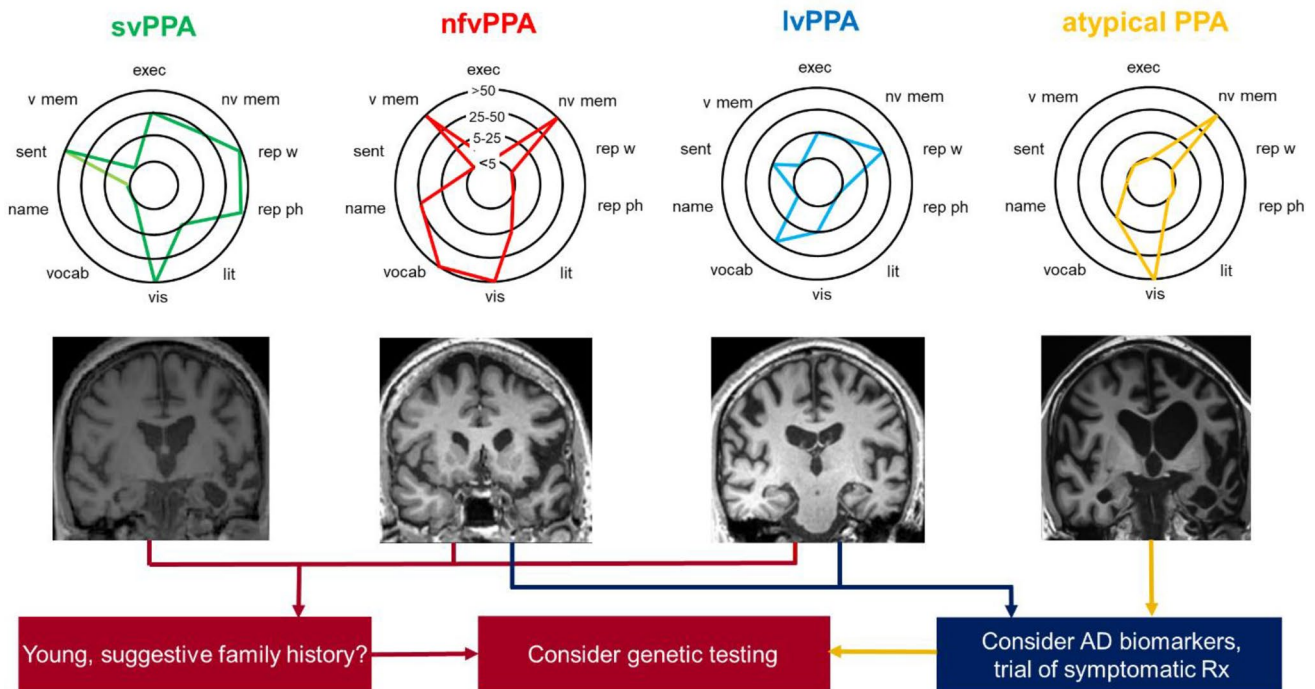 svPPA
nfvPPA
lvPPA
atypical PPA
exec
v mem
nv mem
sent
rep w
name
rep ph
vocab
lit
vis
exec
>50
v mem
nv mem
25-50
5-25
sent
rep w
<5
name
rep ph
vocab
lit
vis
exec
v mem
nv mem
sent
rep w
name
rep ph
vocab
lit
vis
exec
v mem
nv mem
sent
rep w
name
rep ph
vocab
lit
vis
Young, suggestive family history?
Consider genetic testing
Consider AD biomarkers,
trial of symptomatic Rx